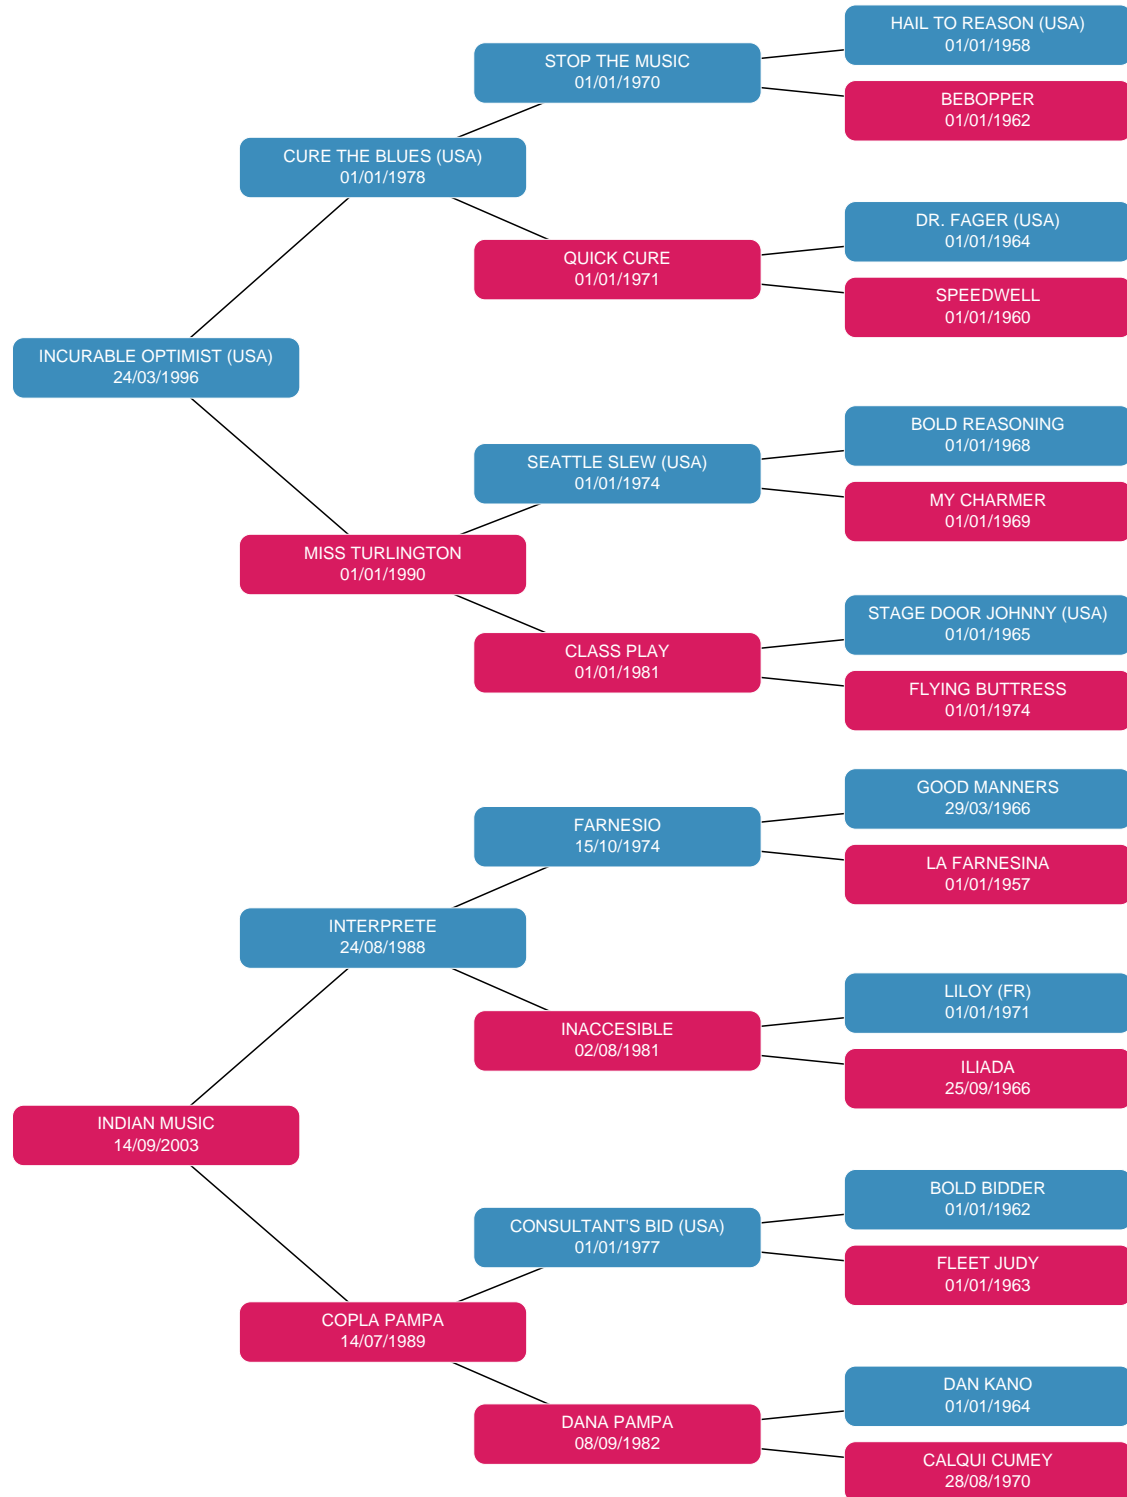 HAIL TO REASON (USA)
01/01/1958
STOP THE MUSIC
01/01/1970
BEBOPPER
01/01/1962
CURE THE BLUES (USA)
01/01/1978
DR. FAGER (USA)
01/01/1964
QUICK CURE
01/01/1971
SPEEDWELL
01/01/1960
INCURABLE OPTIMIST (USA)
24/03/1996
BOLD REASONING
01/01/1968
SEATTLE SLEW (USA)
01/01/1974
MY CHARMER
01/01/1969
MISS TURLINGTON
01/01/1990
STAGE DOOR JOHNNY (USA)
01/01/1965
CLASS PLAY
01/01/1981
FLYING BUTTRESS
01/01/1974
GOOD MANNERS
29/03/1966
FARNESIO
15/10/1974
LA FARNESINA
01/01/1957
INTERPRETE
24/08/1988
LILOY (FR)
01/01/1971
INACCESIBLE
02/08/1981
ILIADA
25/09/1966
INDIAN MUSIC
14/09/2003
BOLD BIDDER
01/01/1962
CONSULTANT'S BID (USA)
01/01/1977
FLEET JUDY
01/01/1963
COPLA PAMPA
14/07/1989
DAN KANO
01/01/1964
DANA PAMPA
08/09/1982
CALQUI CUMEY
28/08/1970